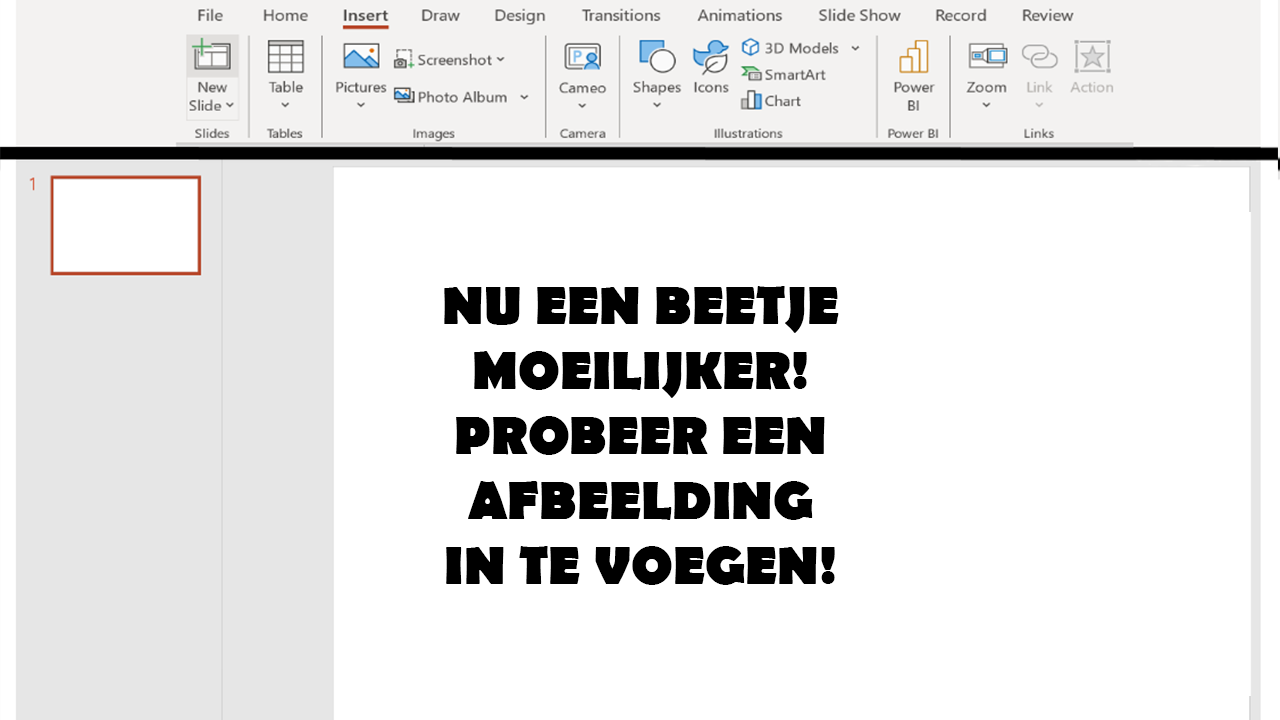 File Home Insert Draw Design Transitions Animations Slide Show Record Review
New Slide Table Pictures Screenshot Photo Album Cameo Shapes Icons 3D Models SmartArt Chart Power BI Zoom Link Action
Slides Tables Images Camera Illustrations Power BI Links
1
NU EEN BEETJE
MOEILIJKER!
PROBEER EEN
AFBEELDING
IN TE VOEGEN!